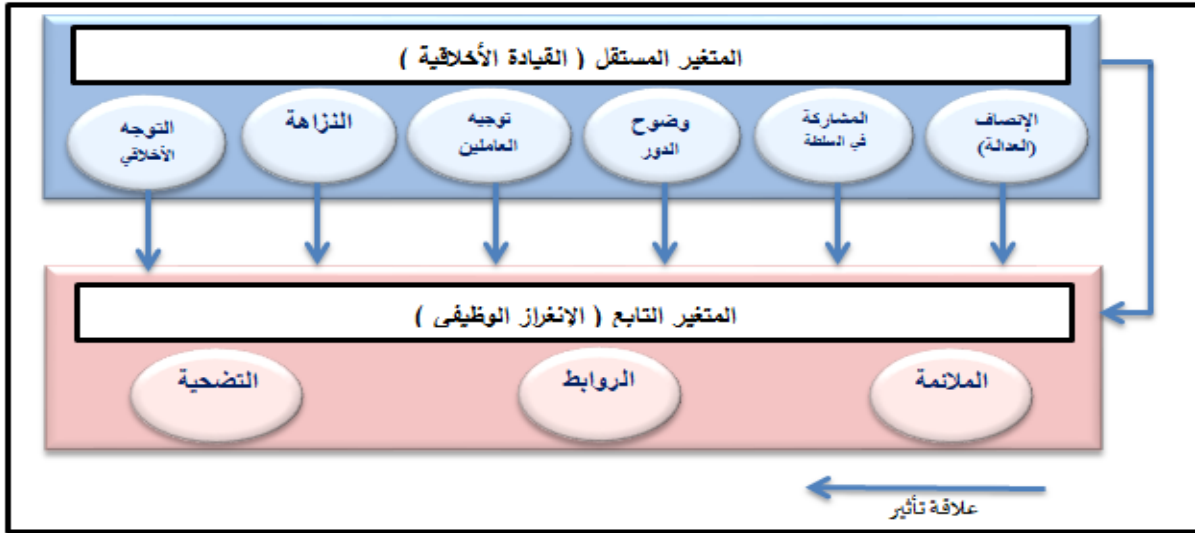 المتغير المستقل ( القيادة الأخلاقية )
الإنصاف
(العدالة)
المشاركة
في السلطة
وضوح
الدور
توجيه
العاملين
النزاهة
التوجه
الأخلاقي
المتغير التابع ( الإنغراز الوظيفي )
الملائمة
الروابط
التضحية
علاقة تأثير